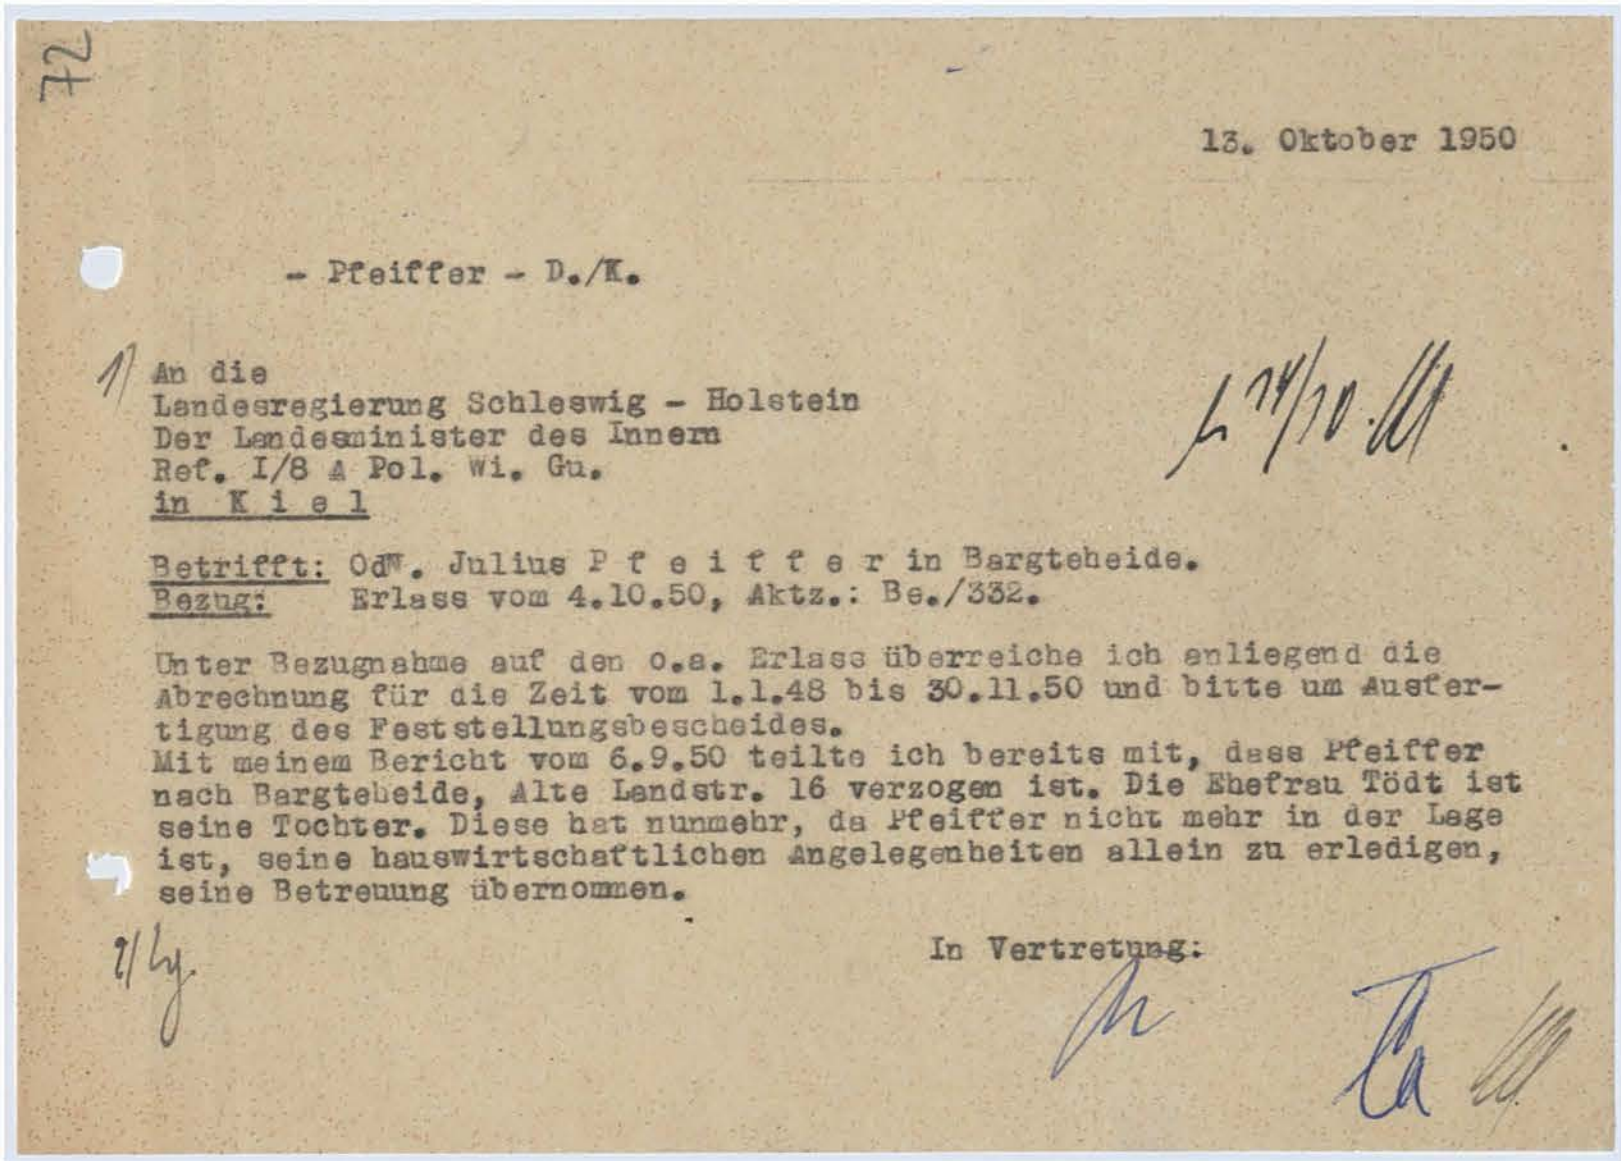 72
13. Oktober 1950
- Pfeiffer - D./K.
1) An die
Landesregierung Schleswig - Holstein
Der Landesminister des Innern
Ref. I/8 A Pol. Wi. Gu.
in K i e l
24/10.
Betrifft: OdW. Julius P f e i f f e r in Bargteheide.
Bezug: Erlass vom 4.10.50, Aktz.: Be./332.
Unter Bezugnahme auf den o.a. Erlass überreiche ich anliegend die
Abrechnung für die Zeit vom 1.1.48 bis 30.11.50 und bitte um Ausfer-
tigung des Feststellungsbescheides.
Mit meinem Bericht vom 6.9.50 teilte ich bereits mit, dass Pfeiffer
nach Bargteheide, Alte Landstr. 16 verzogen ist. Die Ehefrau Tödt ist
seine Tochter. Diese hat nunmehr, da Pfeiffer nicht mehr in der Lage
ist, seine hauswirtschaftlichen Angelegenheiten allein zu erledigen,
seine Betreuung übernommen.
In Vertretung: